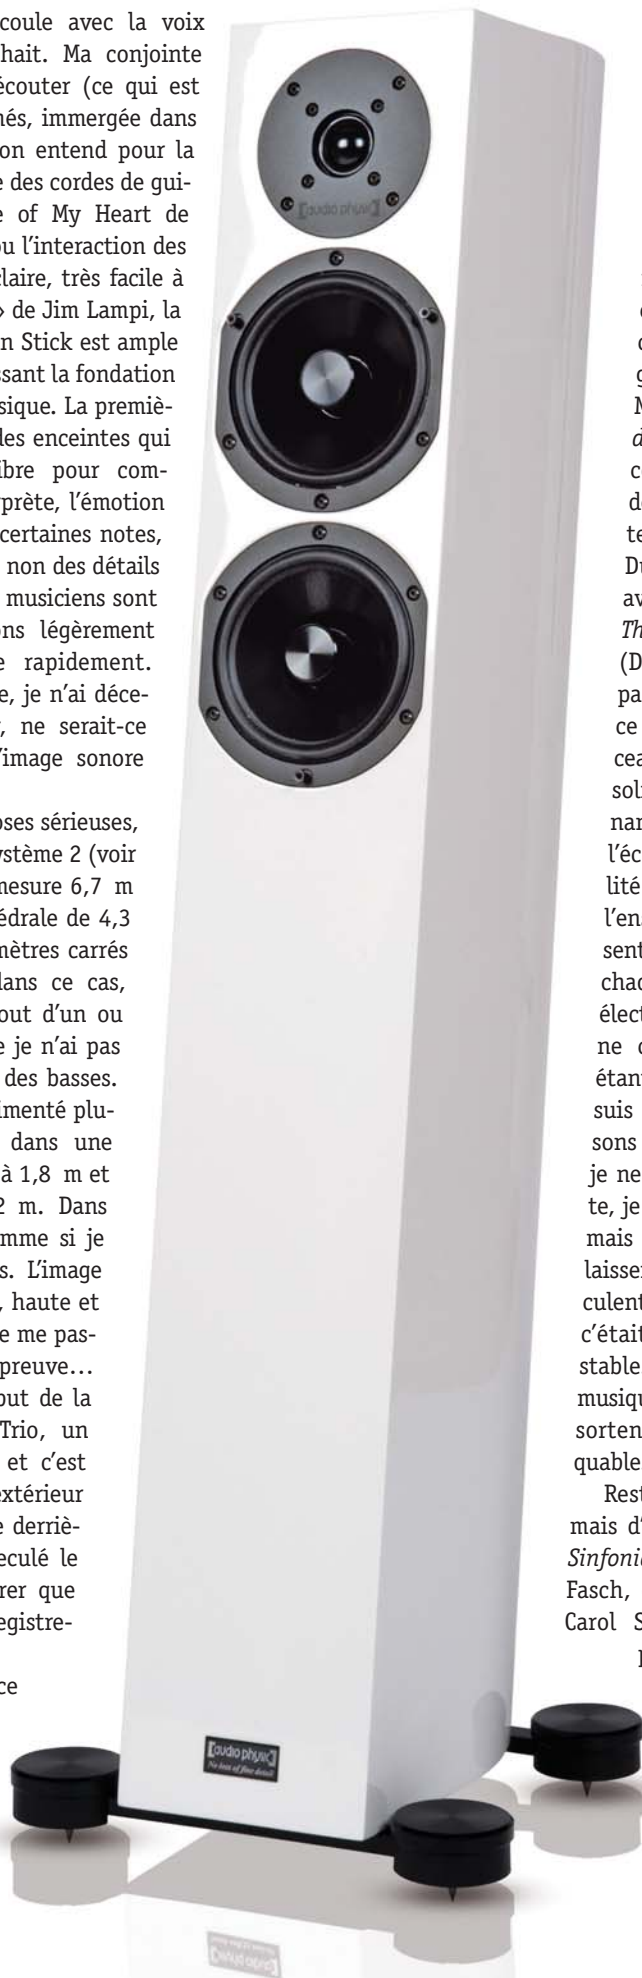 coule avec la voix
hait. Ma conjointe
écouter (ce qui est
nés, immergée dans
on entend pour la
e des cordes de gui-
e of My Heart de
ou l’interaction des
claire, très facile à
» de Jim Lampi, la
n Stick est ample
ssant la fondation
sique. La premiè-
des enceintes qui
ibre pour com-
prète, l’émotion
certaines notes,
non des détails
musiciens sont
ns légèrement
e rapidement.
e, je n’ai déce-
, ne serait-ce
’image sonore
oses sérieuses,
ystème 2 (voir
mesure 6,7 m
édrale de 4,3
mètres carrés
dans ce cas,
out d’un ou
e je n’ai pas
des basses.
imenté plu-
dans une
à 1,8 m et
2 m. Dans
mme si je
s. L’image
, haute et
e me pas-
preuve…
but de la
Trio, un
et c’est
extérieur
e derriè-
eculé le
rer que
egistre-
ce
g
M
d
c
d
te
Du
av
Th
(D
pa
ce
cea
sol
nar
l’éc
lité
l’ens
sent
chac
élect
ne
étan
suis
sons
je ne
te, je
mais
laisse
culent
c’était
stable
musiqu
sorten
quable
Rest
mais d’
Sinfoni
Fasch,
Carol S
[audio physic]
[audio physic]
No loss of fine detail